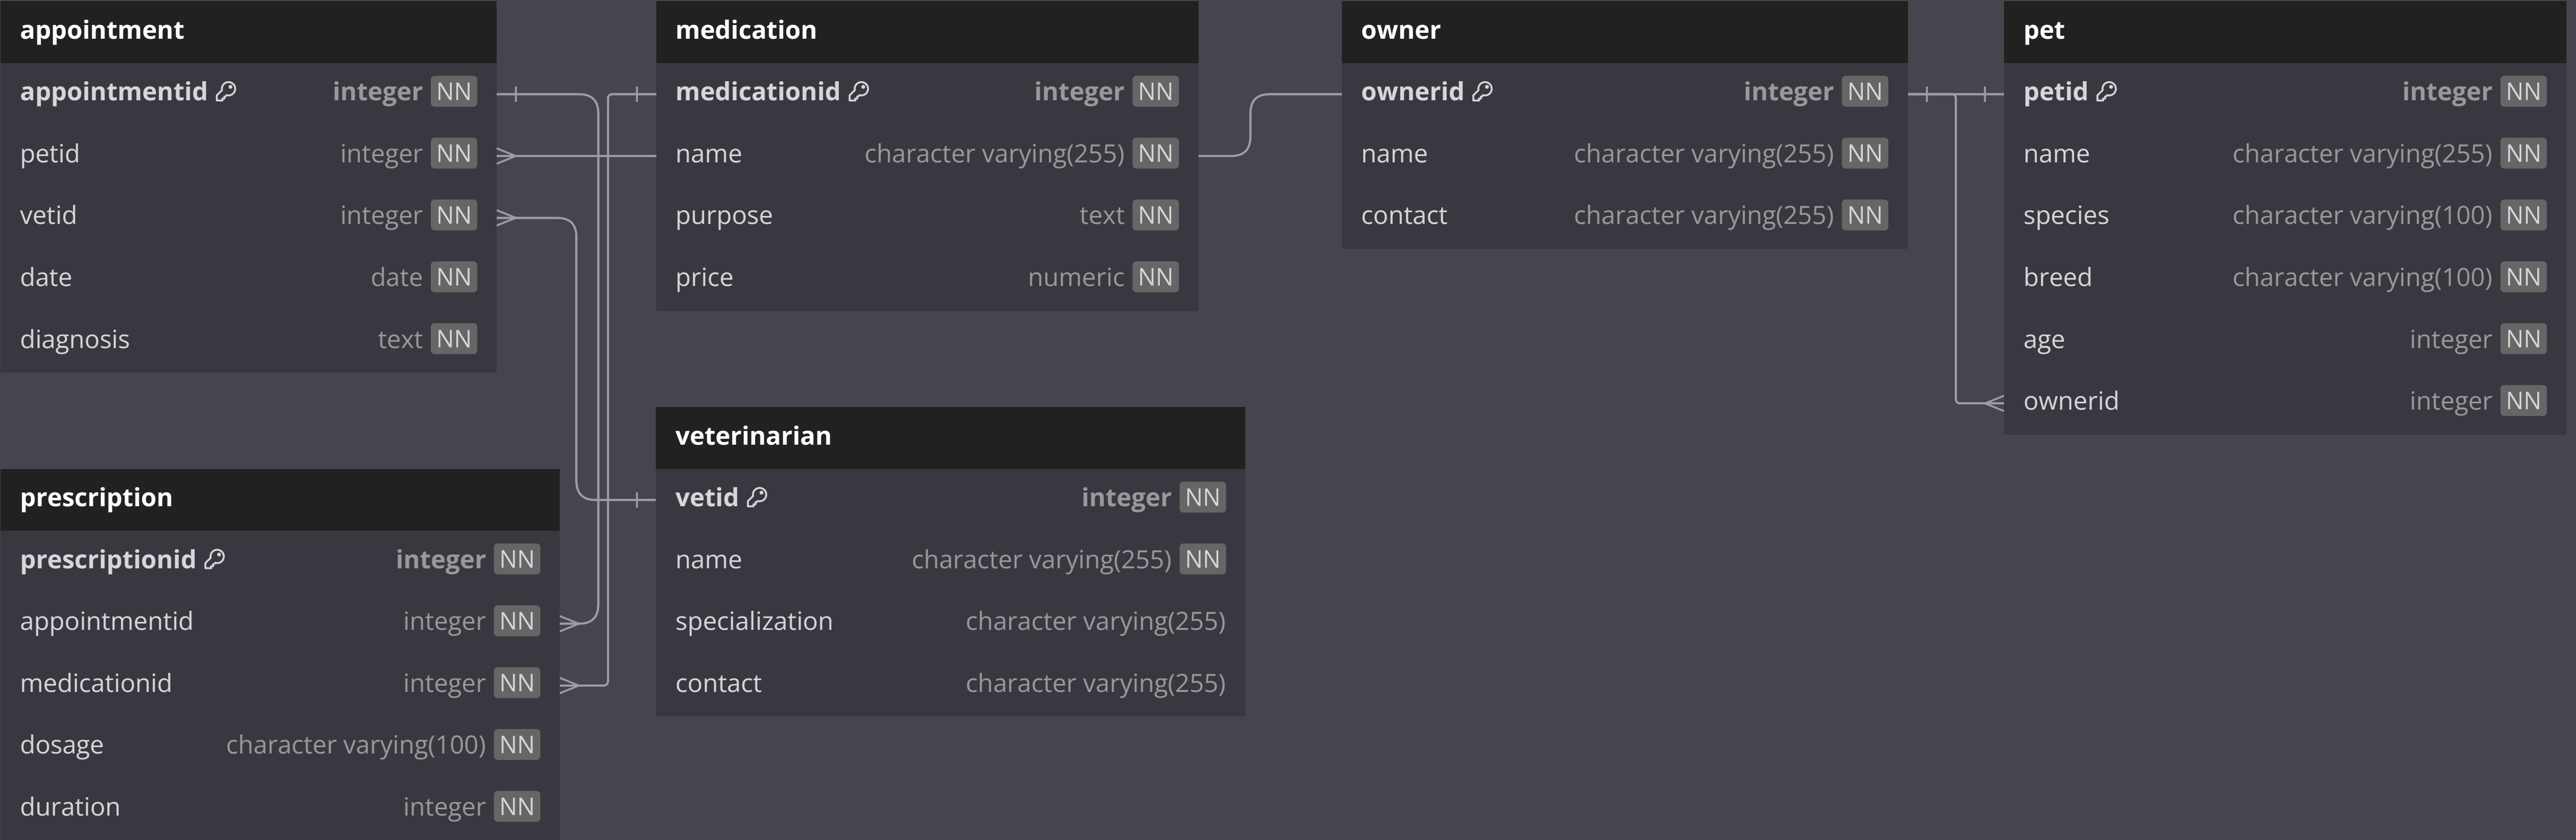 appointment
appointmentid integer NN
petid integer NN
vetid integer NN
date date NN
diagnosis text NN
medication
medicationid integer NN
name character varying(255) NN
purpose text NN
price numeric NN
owner
ownerid integer NN
name character varying(255) NN
contact character varying(255) NN
pet
petid integer NN
name character varying(255) NN
species character varying(100) NN
breed character varying(100) NN
age integer NN
ownerid integer NN
prescription
prescriptionid integer NN
appointmentid integer NN
medicationid integer NN
dosage character varying(100) NN
duration integer NN
veterinarian
vetid integer NN
name character varying(255) NN
specialization character varying(255)
contact character varying(255)